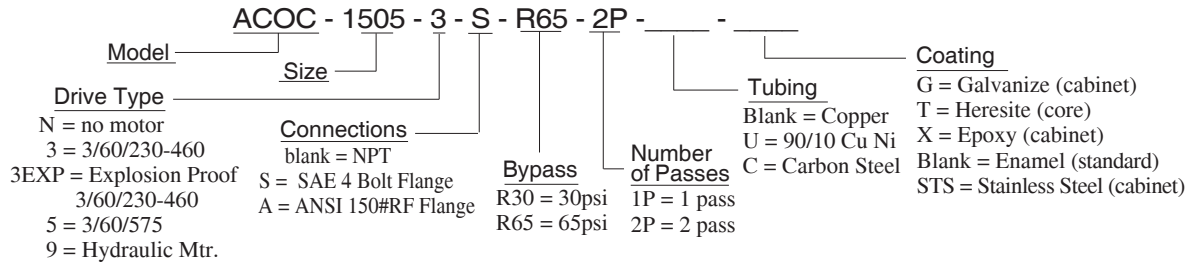 ACOC - 1505 - 3 - S - R65 - 2P - ____ - ____
Model
Size
Drive Type
N = no motor
3 = 3/60/230-460
3EXP = Explosion Proof
3/60/230-460
5 = 3/60/575
9 = Hydraulic Mtr.
Connections
blank = NPT
S = SAE 4 Bolt Flange
A = ANSI 150#RF Flange
Bypass
R30 = 30psi
R65 = 65psi
Number
of Passes
1P = 1 pass
2P = 2 pass
Tubing
Blank = Copper
U = 90/10 Cu Ni
C = Carbon Steel
Coating
G = Galvanize (cabinet)
T = Heresite (core)
X = Epoxy (cabinet)
Blank = Enamel (standard)
STS = Stainless Steel (cabinet)